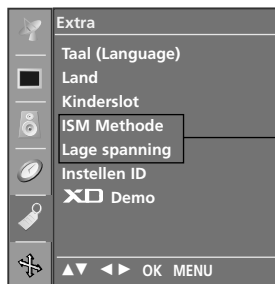 Extra
Taal (Language)
Land
Kinderslot
ISM Methode
Lage spanning
Instellen ID
XD Demo
▲▼ ◄► OK MENU